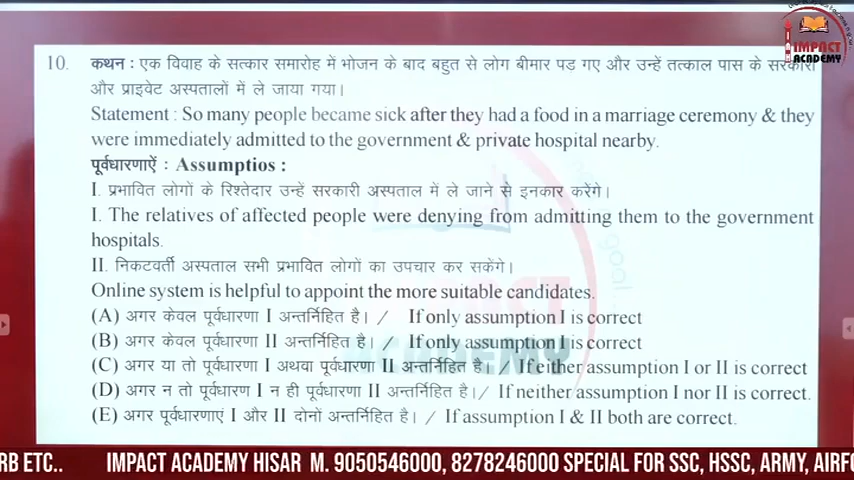 IMPACT
ACADEMY
10. कथन : एक विवाह के सत्कार समारोह में भोजन के बाद बहुत से लोग बीमार पड़ गए और उन्हें तत्काल पास के सरकारी
और प्राइवेट अस्पतालों में ले जाया गया।
Statement : So many people became sick after they had a food in a marriage ceremony & they
were immediately admitted to the government & private hospital nearby.
पूर्वधारणाऐं : Assumptios :
I. प्रभावित लोगों के रिश्तेदार उन्हें सरकारी अस्पताल में ले जाने से इनकार करेंगे।
I. The relatives of affected people were denying from admitting them to the government
hospitals.
II. निकटवर्ती अस्पताल सभी प्रभावित लोगों का उपचार कर सकेंगे।
Online system is helpful to appoint the more suitable candidates.
(A) अगर केवल पूर्वधारणा I अन्तर्निहित है। / If only assumption I is correct
(B) अगर केवल पूर्वधारणा II अन्तर्निहित है। / If only assumption I is correct
(C) अगर या तो पूर्वधारणा I अथवा पूर्वधारणा II अन्तर्निहित है। / If either assumption I or II is correct
(D) अगर न तो पूर्वधारण I न ही पूर्वधारणा II अन्तर्निहित है। / If neither assumption I nor II is correct.
(E) अगर पूर्वधारणाएं I और II दोनों अन्तर्निहित है। / If assumption I & II both are correct.
IMPACT
ACADEMY
RB ETC.. IMPACT ACADEMY HISAR M. 9050546000, 8278246000 SPECIAL FOR SSC, HSSC, ARMY, AIRFO